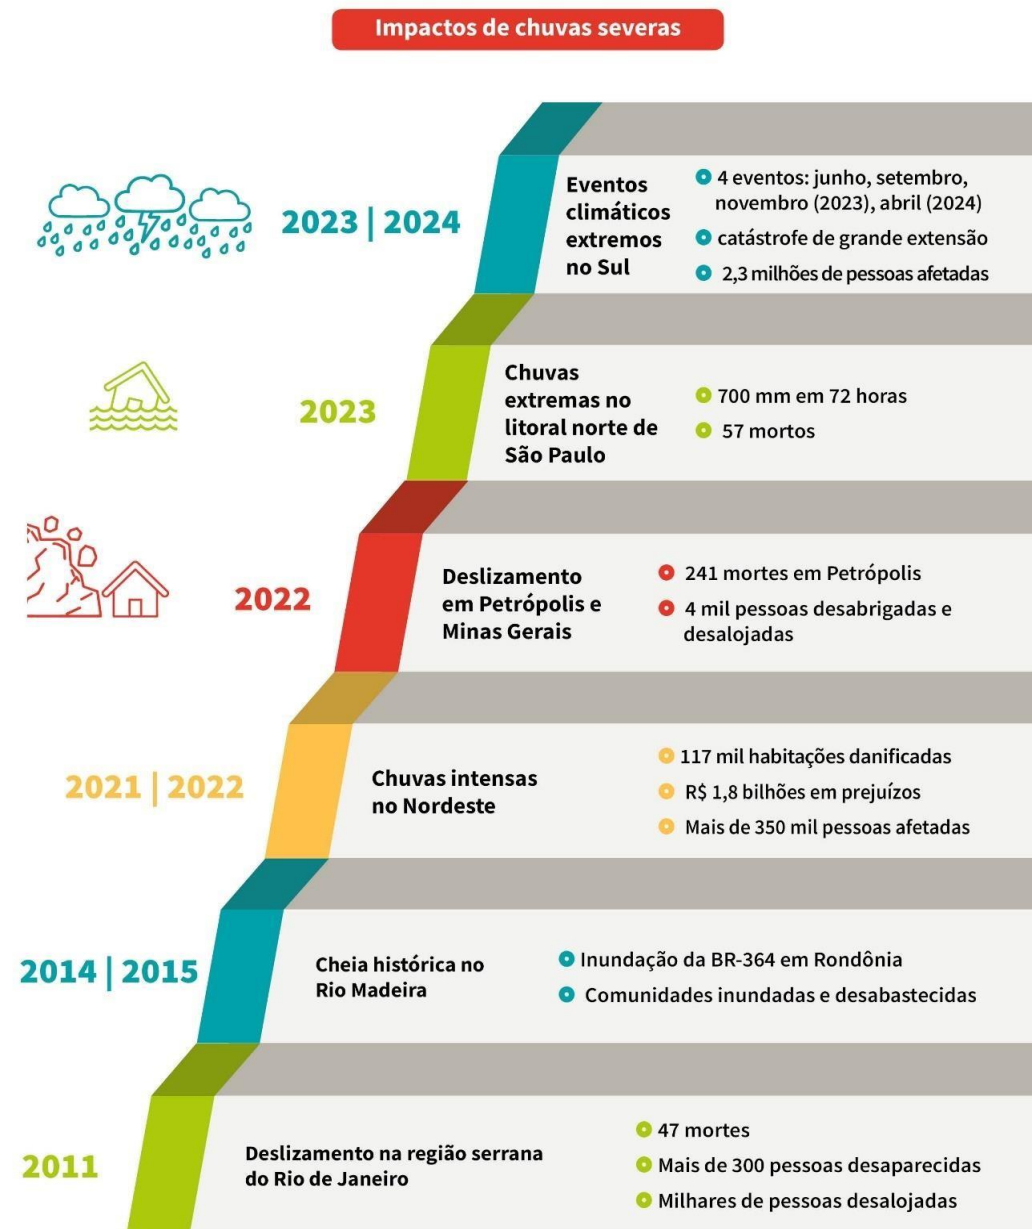 Impactos de chuvas severas
2023 | 2024
Eventos
climáticos
extremos
no Sul
4 eventos: junho, setembro,
novembro (2023), abril (2024)
catástrofe de grande extensão
2,3 milhões de pessoas afetadas
2023
Chuvas
extremas no
litoral norte de
São Paulo
700 mm em 72 horas
57 mortos
2022
Deslizamento
em Petrópolis e
Minas Gerais
241 mortes em Petrópolis
4 mil pessoas desabrigadas e
desalojadas
2021 | 2022
Chuvas intensas
no Nordeste
117 mil habitações danificadas
R$ 1,8 bilhões em prejuízos
Mais de 350 mil pessoas afetadas
2014 | 2015
Cheia histórica no
Rio Madeira
Inundação da BR-364 em Rondônia
Comunidades inundadas e desabastecidas
2011
Deslizamento na região serrana
do Rio de Janeiro
47 mortes
Mais de 300 pessoas desaparecidas
Milhares de pessoas desalojadas